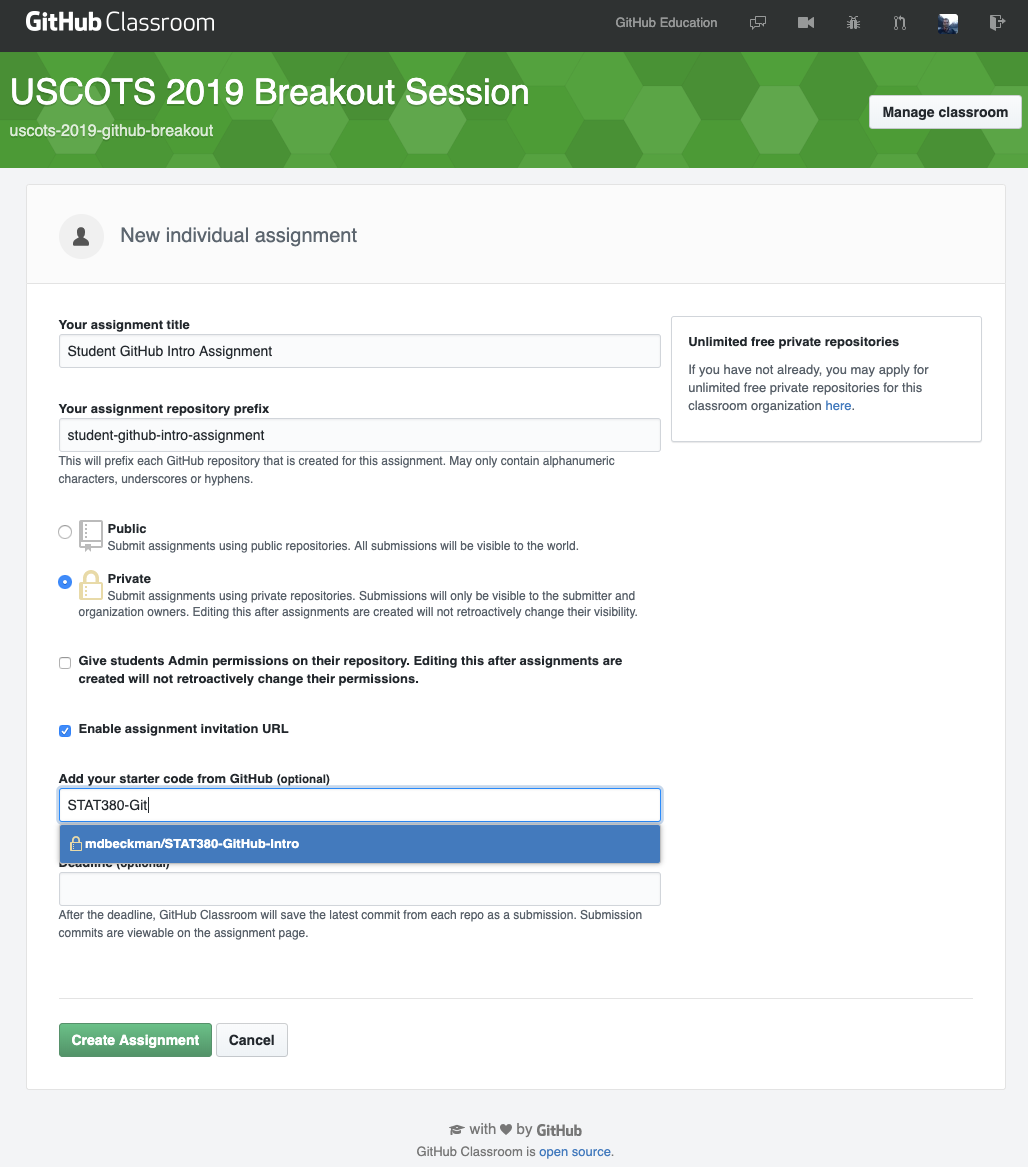 GitHub Classroom
GitHub Education
USCOTS 2019 Breakout Session
uscots-2019-github-breakout
Manage classroom
New individual assignment
Your assignment title
Student GitHub Intro Assignment
Your assignment repository prefix
student-github-intro-assignment
This will prefix each GitHub repository that is created for this assignment. May only contain alphanumeric
characters, underscores or hyphens.
Public
Submit assignments using public repositories. All submissions will be visible to the world.
Private
Submit assignments using private repositories. Submissions will only be visible to the submitter and
organization owners. Editing this after assignments are created will not retroactively change their visibility.
Give students Admin permissions on their repository. Editing this after assignments are
created will not retroactively change their permissions.
Enable assignment invitation URL
Add your starter code from GitHub (optional)
STAT380-Git
mdbeckman/STAT380-GitHub-Intro
Deadline (optional)
After the deadline, GitHub Classroom will save the latest commit from each repo as a submission. Submission
commits are viewable on the assignment page.
Create Assignment
Cancel
Unlimited free private repositories
If you have not already, you may apply for
unlimited free private repositories for this
classroom organization here.
with ♥ by GitHub
GitHub Classroom is open source.